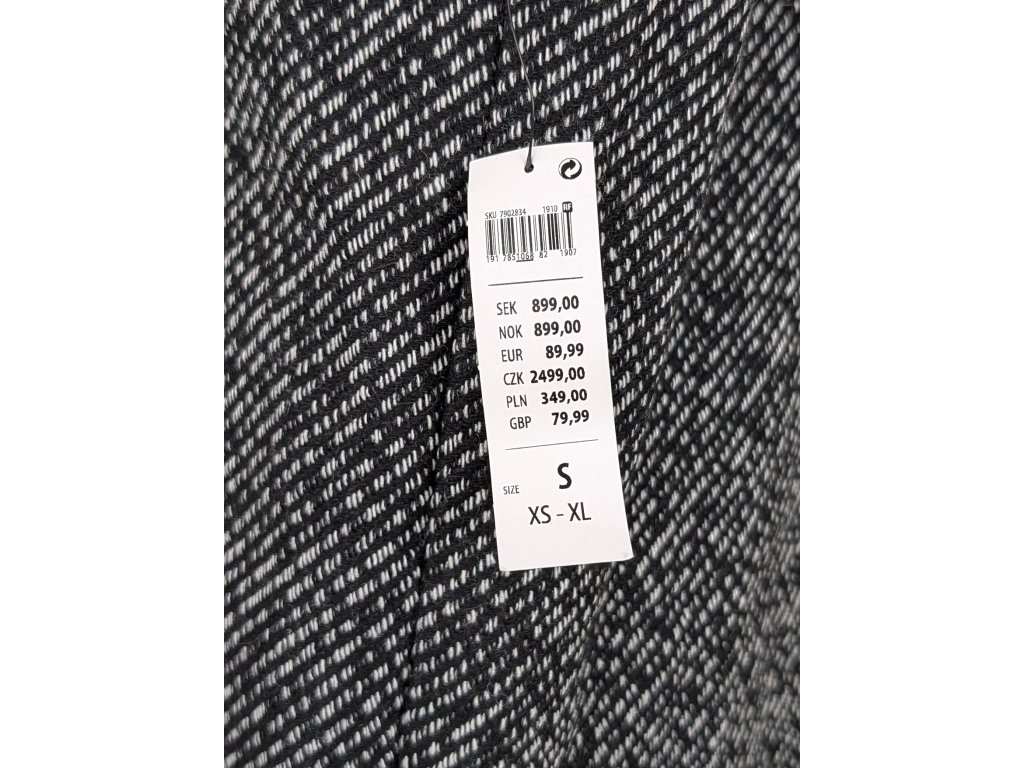 SKU 7902834 1910 RF
191 7851068 82 1907
SEK 899,00
NOK 899,00
EUR 89,99
CZK 2499,00
PLN 349,00
GBP 79,99
SIZE S
XS - XL